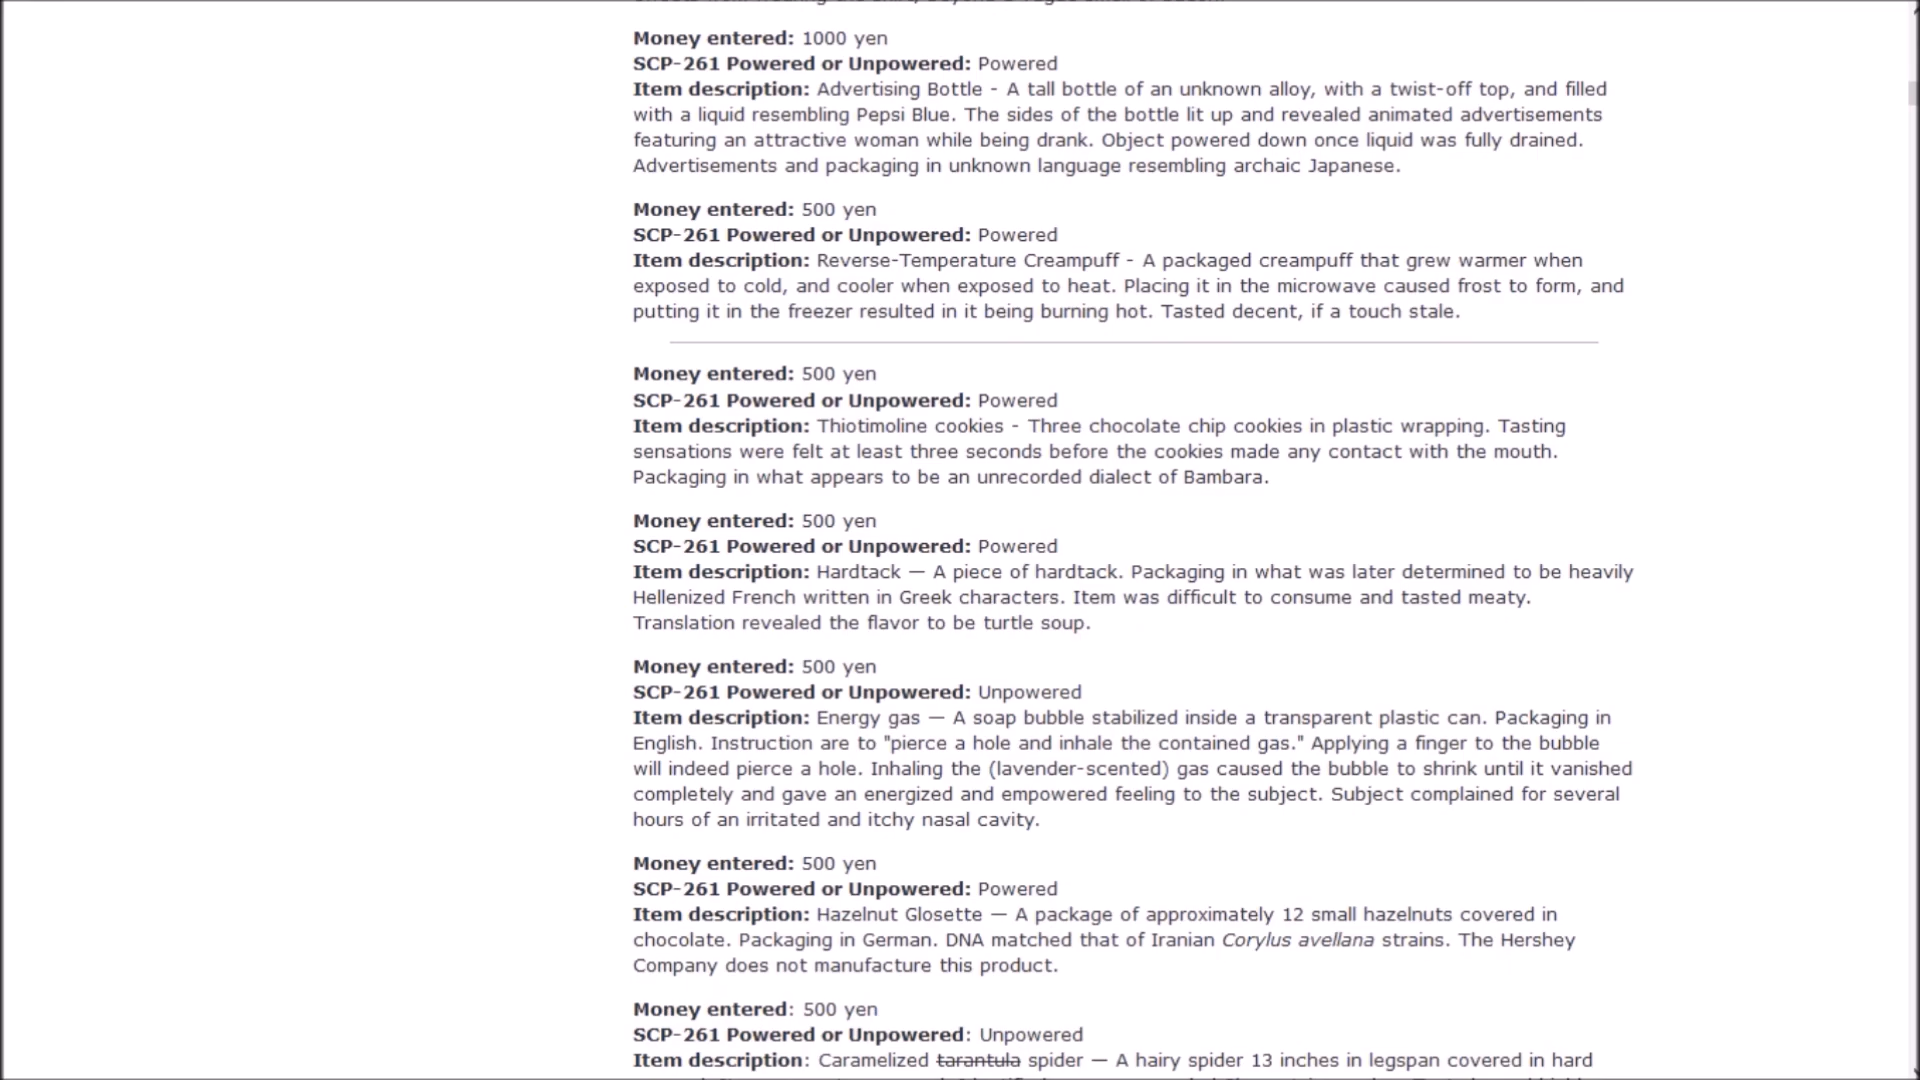 Money entered: 1000 yen
SCP-261 Powered or Unpowered: Powered
Item description: Advertising Bottle - A tall bottle of an unknown alloy, with a twist-off top, and filled
with a liquid resembling Pepsi Blue. The sides of the bottle lit up and revealed animated advertisements
featuring an attractive woman while being drank. Object powered down once liquid was fully drained.
Advertisements and packaging in unknown language resembling archaic Japanese.
Money entered: 500 yen
SCP-261 Powered or Unpowered: Powered
Item description: Reverse-Temperature Creampuff - A packaged creampuff that grew warmer when
exposed to cold, and cooler when exposed to heat. Placing it in the microwave caused frost to form, and
putting it in the freezer resulted in it being burning hot. Tasted decent, if a touch stale.
Money entered: 500 yen
SCP-261 Powered or Unpowered: Powered
Item description: Thiotimoline cookies - Three chocolate chip cookies in plastic wrapping. Tasting
sensations were felt at least three seconds before the cookies made any contact with the mouth.
Packaging in what appears to be an unrecorded dialect of Bambara.
Money entered: 500 yen
SCP-261 Powered or Unpowered: Powered
Item description: Hardtack — A piece of hardtack. Packaging in what was later determined to be heavily
Hellenized French written in Greek characters. Item was difficult to consume and tasted meaty.
Translation revealed the flavor to be turtle soup.
Money entered: 500 yen
SCP-261 Powered or Unpowered: Unpowered
Item description: Energy gas — A soap bubble stabilized inside a transparent plastic can. Packaging in
English. Instruction are to "pierce a hole and inhale the contained gas." Applying a finger to the bubble
will indeed pierce a hole. Inhaling the (lavender-scented) gas caused the bubble to shrink until it vanished
completely and gave an energized and empowered feeling to the subject. Subject complained for several
hours of an irritated and itchy nasal cavity.
Money entered: 500 yen
SCP-261 Powered or Unpowered: Powered
Item description: Hazelnut Glosette — A package of approximately 12 small hazelnuts covered in
chocolate. Packaging in German. DNA matched that of Iranian Corylus avellana strains. The Hershey
Company does not manufacture this product.
Money entered: 500 yen
SCP-261 Powered or Unpowered: Unpowered
Item description: Caramelized tarantula spider — A hairy spider 13 inches in legspan covered in hard